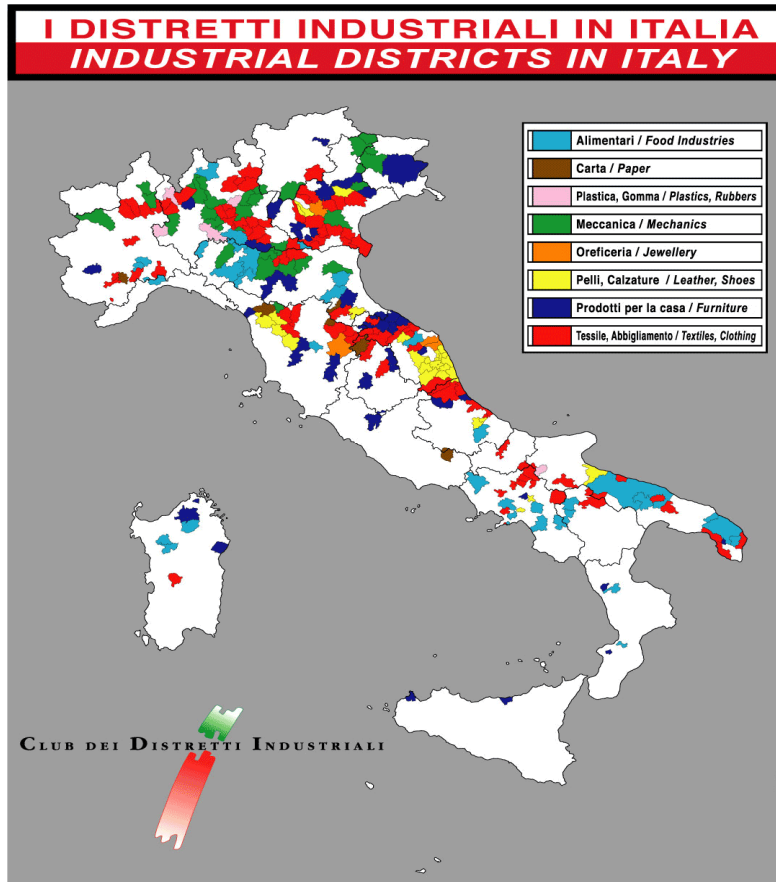 I DISTRETTI INDUSTRIALI IN ITALIA
INDUSTRIAL DISTRICTS IN ITALY
Alimentari / Food Industries
Carta / Paper
Plastica, Gomma / Plastics, Rubbers
Meccanica / Mechanics
Oreficeria / Jewellery
Pelli, Calzature / Leather, Shoes
Prodotti per la casa / Furniture
Tessile, Abbigliamento / Textiles, Clothing
CLUB DEI DISTRETTI INDUSTRIALI